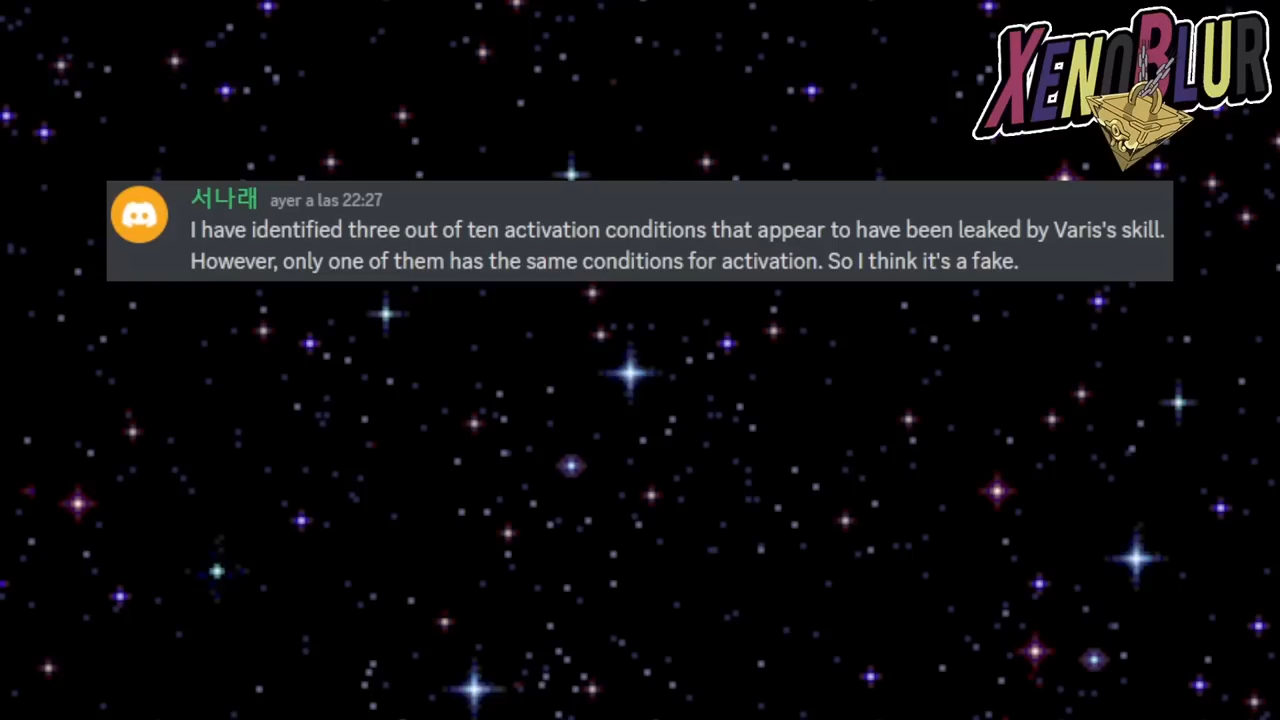 XENOBLUR
서나래 ayer a las 22:27
I have identified three out of ten activation conditions that appear to have been leaked by Varis's skill.
However, only one of them has the same conditions for activation. So I think it's a fake.